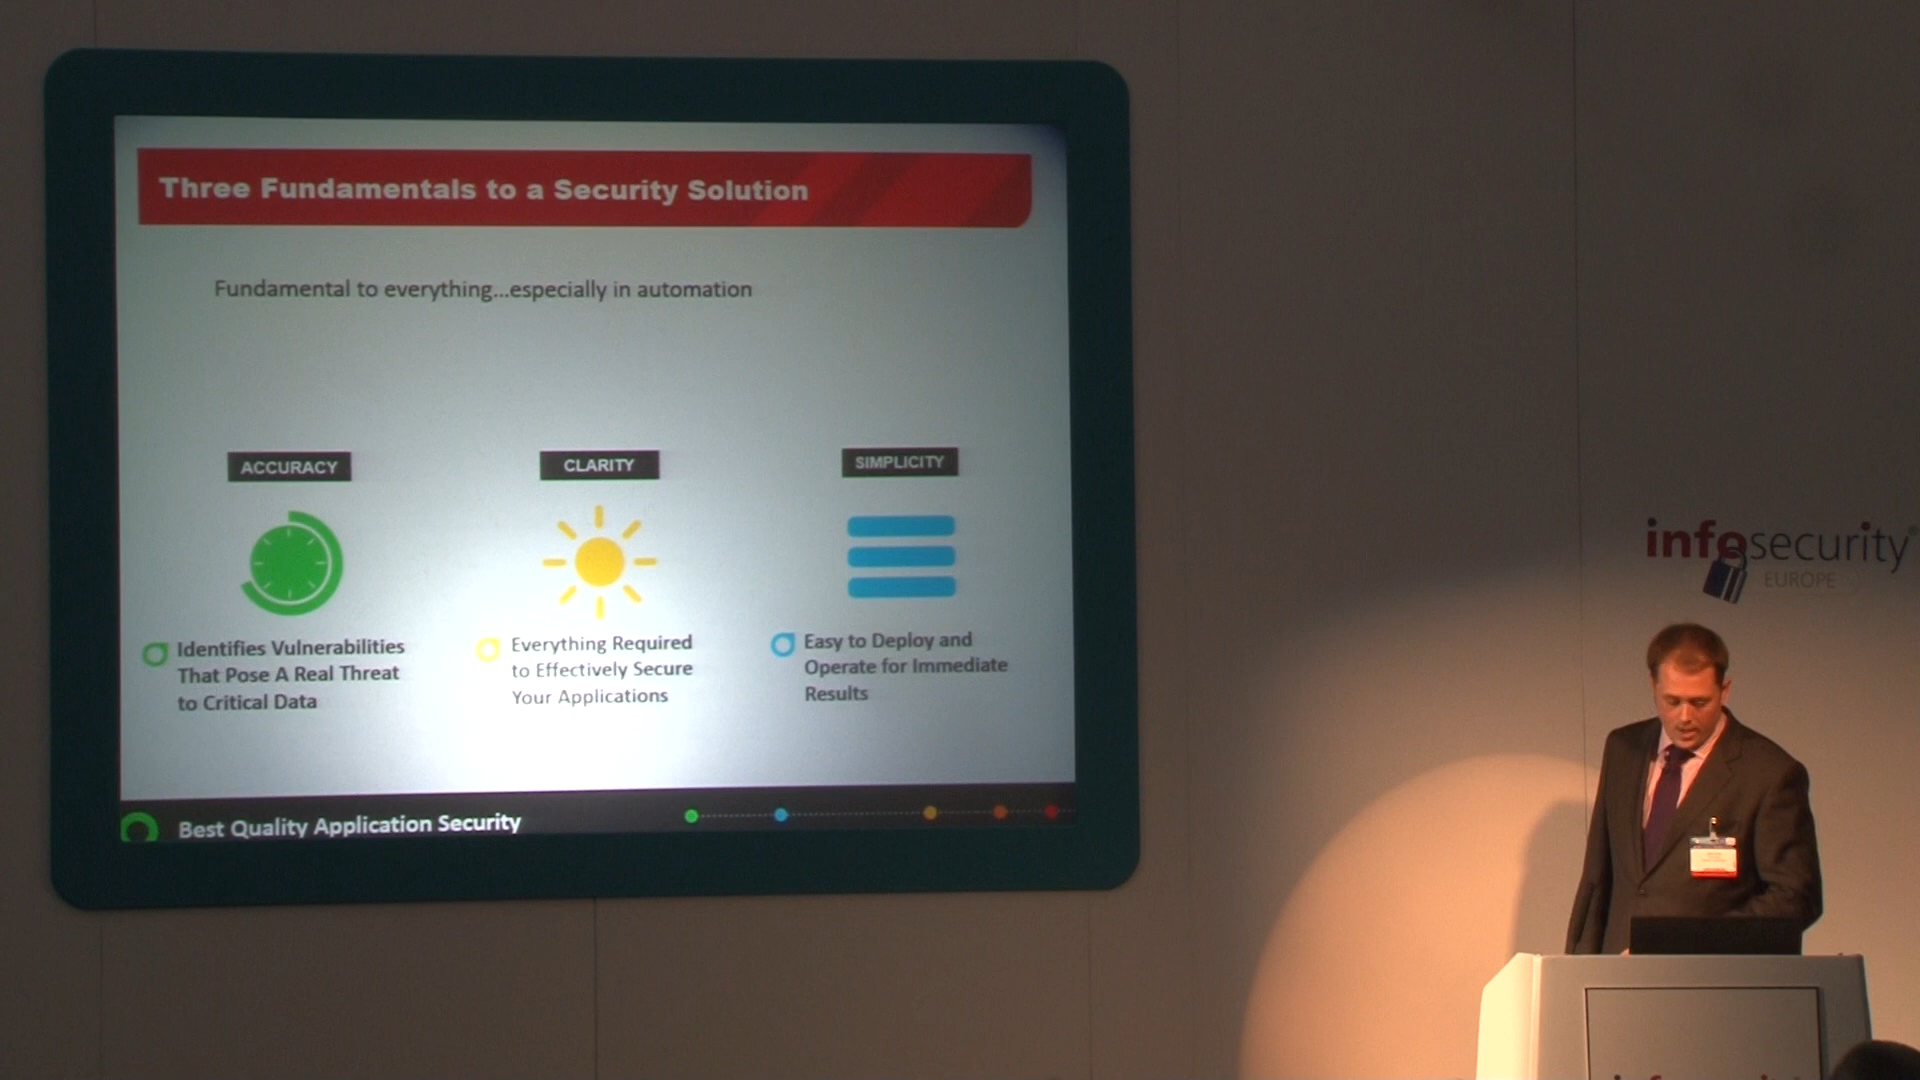 Three Fundamentals to a Security Solution
Fundamental to everything...especially in automation
ACCURACY
CLARITY
SIMPLICITY
Identifies Vulnerabilities
That Pose A Real Threat
to Critical Data
Everything Required
to Effectively Secure
Your Applications
Easy to Deploy and
Operate for Immediate
Results
Best Quality Application Security
infosecurity
EUROPE